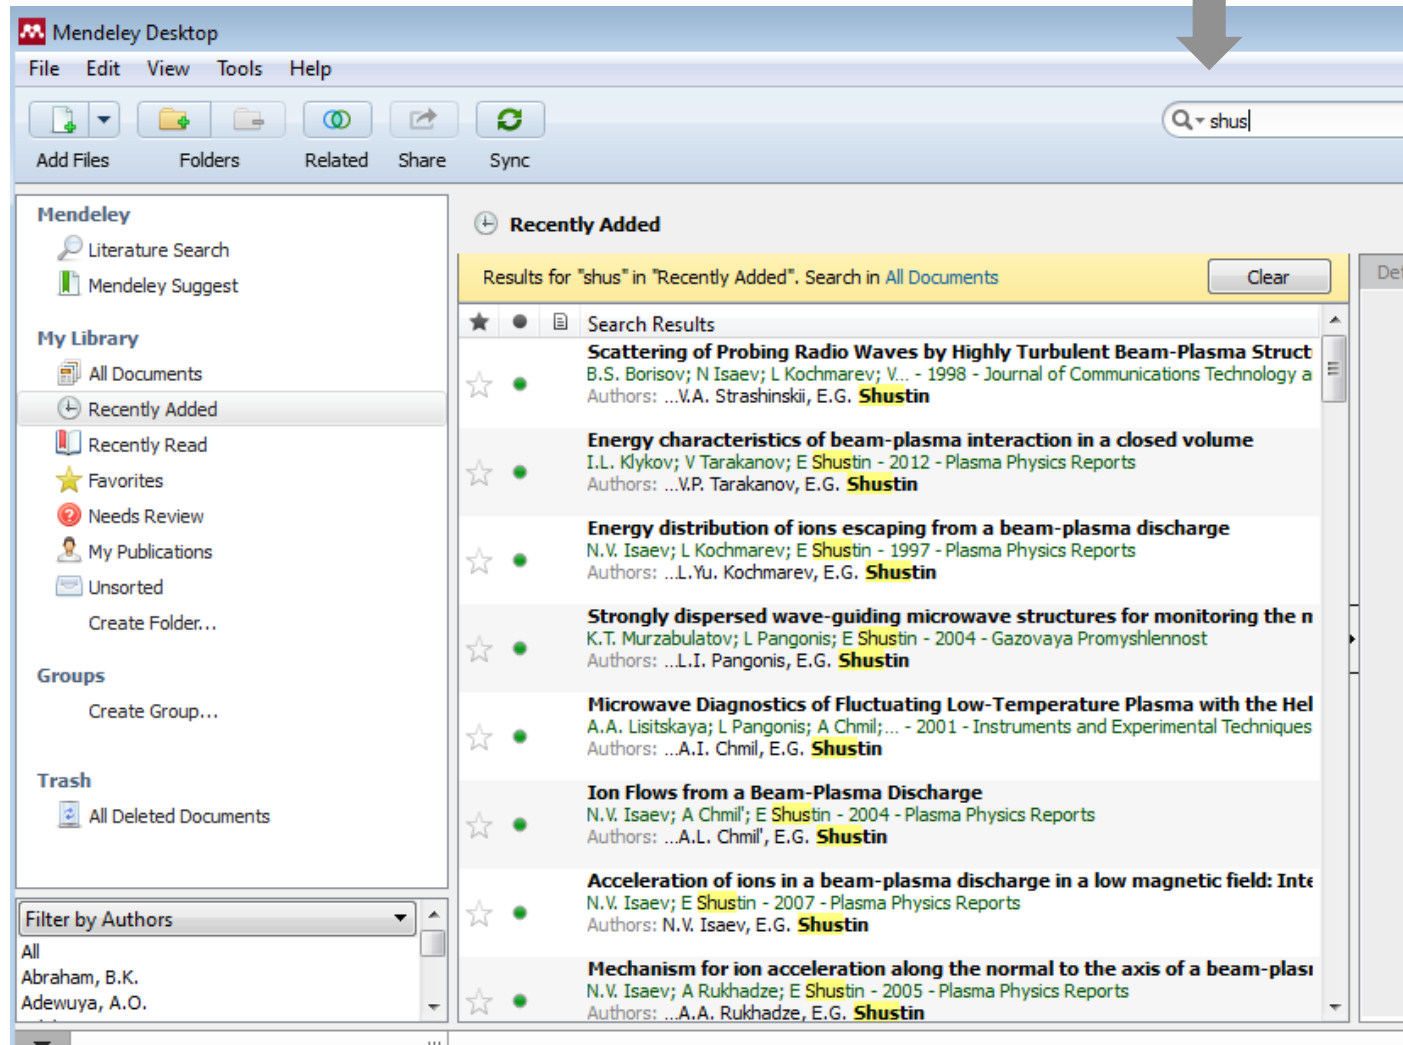 Mendeley Desktop
File Edit View Tools Help
shus
Add Files Folders Related Share Sync
Mendeley
Literature Search
Mendeley Suggest
My Library
All Documents
Recently Added
Recently Read
Favorites
Needs Review
My Publications
Unsorted
Create Folder...
Groups
Create Group...
Trash
All Deleted Documents
Filter by Authors
All
Abraham, B.K.
Adewuya, A.O.
Recently Added
Results for "shus" in "Recently Added". Search in All Documents Clear
Search Results
Scattering of Probing Radio Waves by Highly Turbulent Beam-Plasma Struct
B.S. Borisov; N Isaev; L Kochmarev; V... - 1998 - Journal of Communications Technology a
Authors: ...V.A. Strashinskii, E.G. Shustin
Energy characteristics of beam-plasma interaction in a closed volume
I.L. Klykov; V Tarakanov; E Shustin - 2012 - Plasma Physics Reports
Authors: ...V.P. Tarakanov, E.G. Shustin
Energy distribution of ions escaping from a beam-plasma discharge
N.V. Isaev; L Kochmarev; E Shustin - 1997 - Plasma Physics Reports
Authors: ...L.Yu. Kochmarev, E.G. Shustin
Strongly dispersed wave-guiding microwave structures for monitoring the n
K.T. Murzabulatov; L Pangonis; E Shustin - 2004 - Gazovaya Promyshlennost
Authors: ...L.I. Pangonis, E.G. Shustin
Microwave Diagnostics of Fluctuating Low-Temperature Plasma with the Hel
A.A. Lisitskaya; L Pangonis; A Chmil;... - 2001 - Instruments and Experimental Techniques
Authors: ...A.I. Chmil, E.G. Shustin
Ion Flows from a Beam-Plasma Discharge
N.V. Isaev; A Chmil'; E Shustin - 2004 - Plasma Physics Reports
Authors: ...A.L. Chmil', E.G. Shustin
Acceleration of ions in a beam-plasma discharge in a low magnetic field: Inte
N.V. Isaev; E Shustin - 2007 - Plasma Physics Reports
Authors: N.V. Isaev, E.G. Shustin
Mechanism for ion acceleration along the normal to the axis of a beam-plas
N.V. Isaev; A Rukhadze; E Shustin - 2005 - Plasma Physics Reports
Authors: ...A.A. Rukhadze, E.G. Shustin
Det